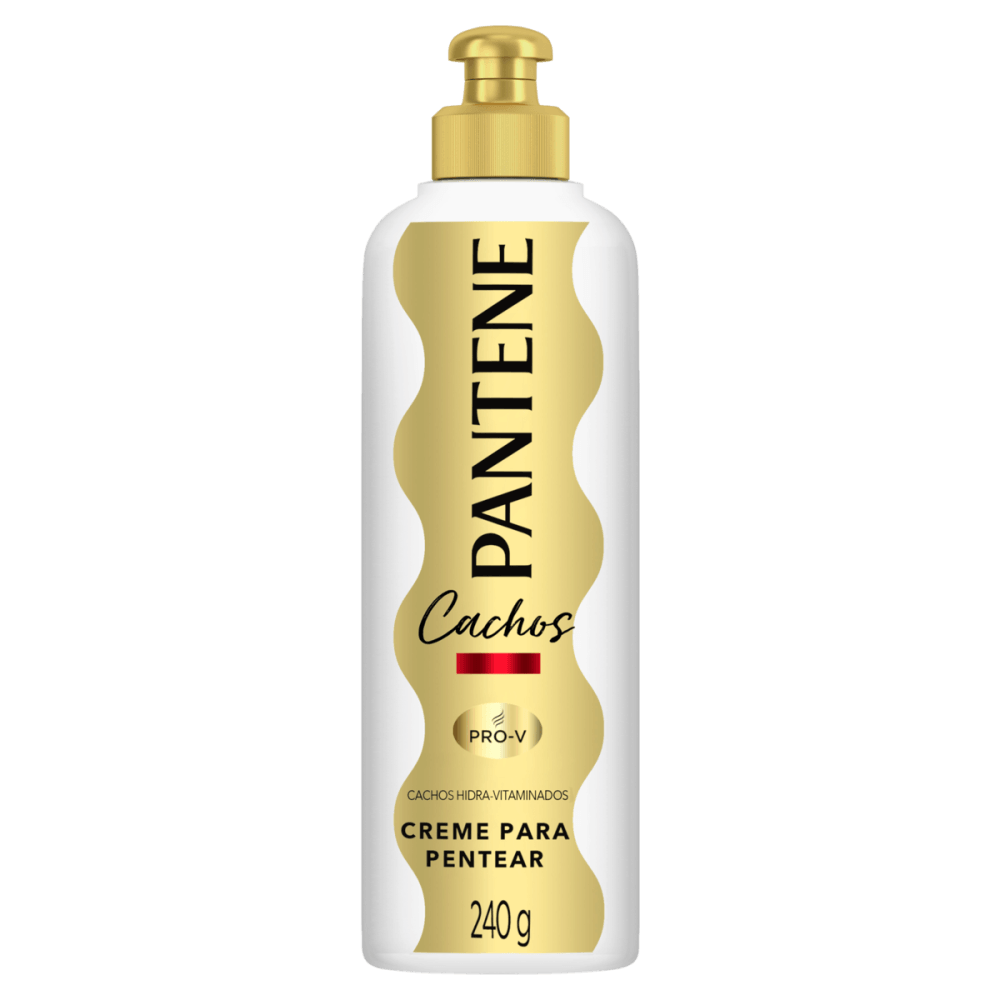 PANTENE
Cachos
PRO-V
CACHOS HIDRA-VITAMINADOS
CREME PARA
PENTEAR
240 g